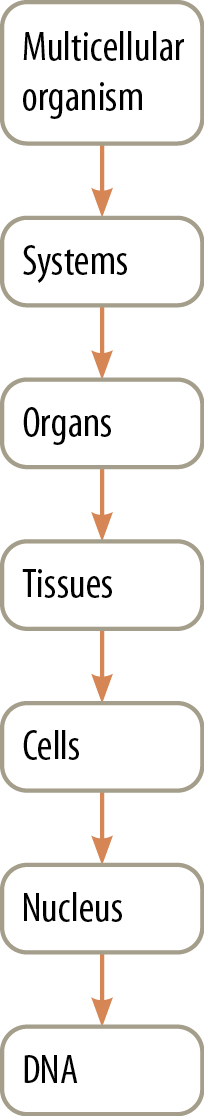 Multicellular
organism
Systems
Organs
Tissues
Cells
Nucleus
DNA